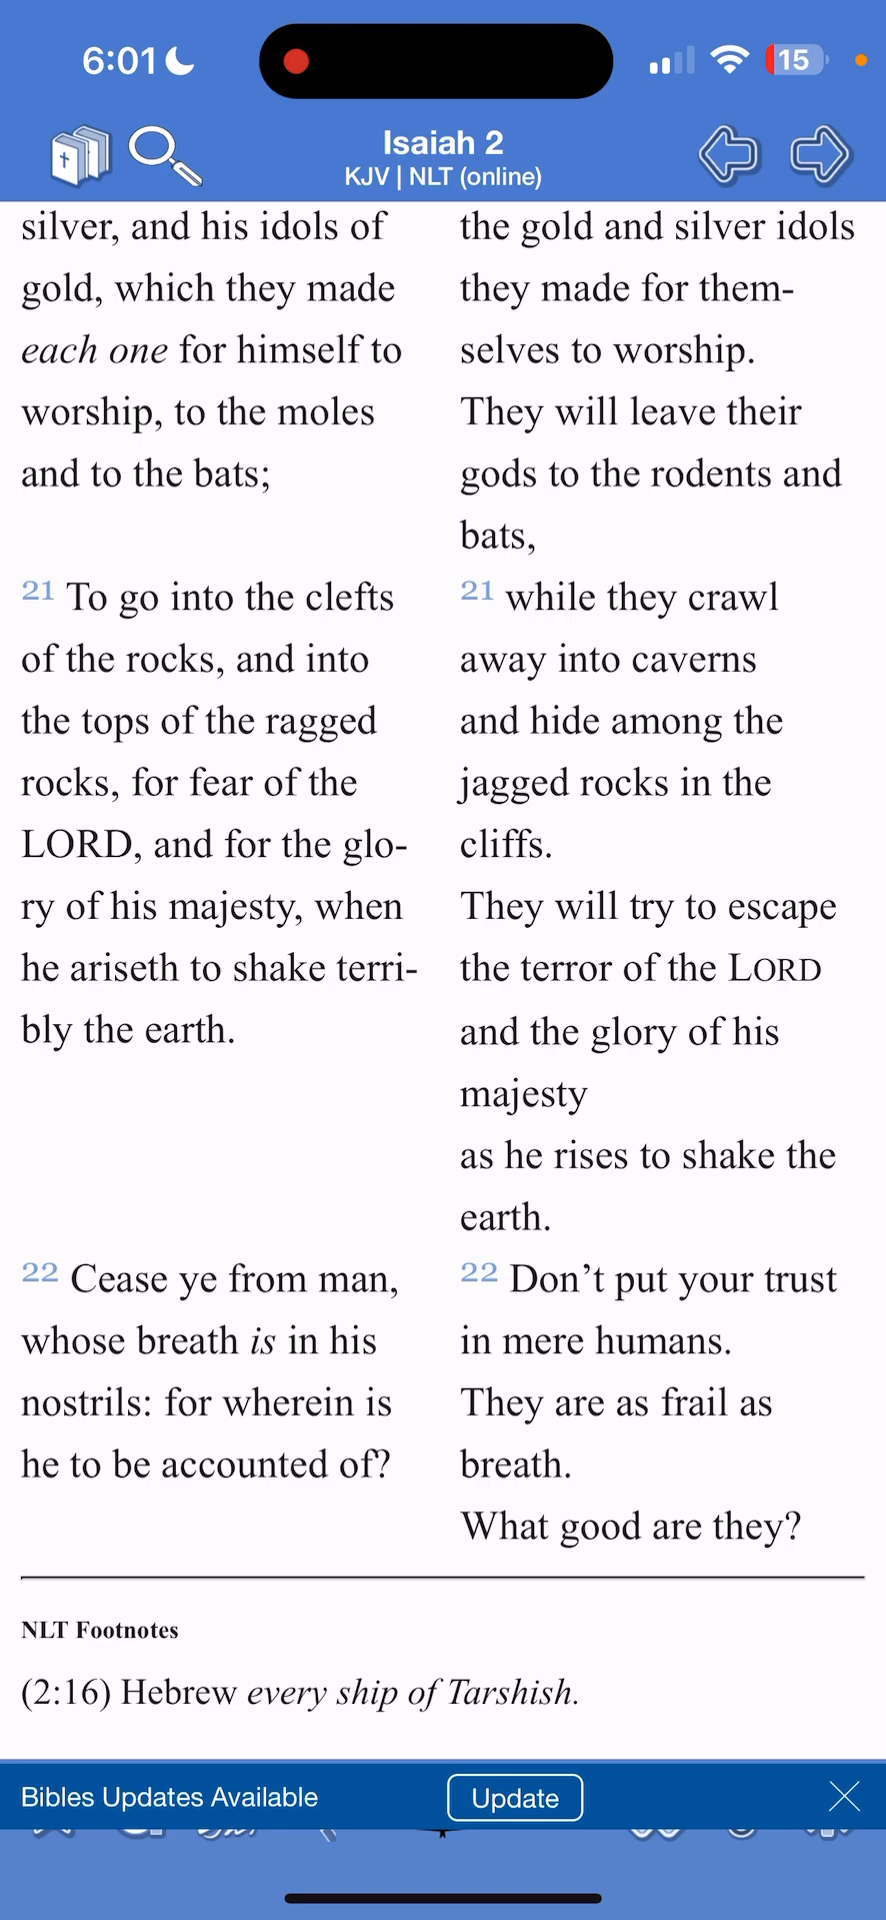 6:01
15
Isaiah 2
KJV | NLT (online)
silver, and his idols of
gold, which they made
each one for himself to
worship, to the moles
and to the bats;
21 To go into the clefts
of the rocks, and into
the tops of the ragged
rocks, for fear of the
LORD, and for the glo-
ry of his majesty, when
he ariseth to shake terri-
bly the earth.
22 Cease ye from man,
whose breath is in his
nostrils: for wherein is
he to be accounted of?
the gold and silver idols
they made for them-
selves to worship.
They will leave their
gods to the rodents and
bats,
21 while they crawl
away into caverns
and hide among the
jagged rocks in the
cliffs.
They will try to escape
the terror of the LORD
and the glory of his
majesty
as he rises to shake the
earth.
22 Don’t put your trust
in mere humans.
They are as frail as
breath.
What good are they?
NLT Footnotes
(2:16) Hebrew every ship of Tarshish.
Bibles Updates Available
Update